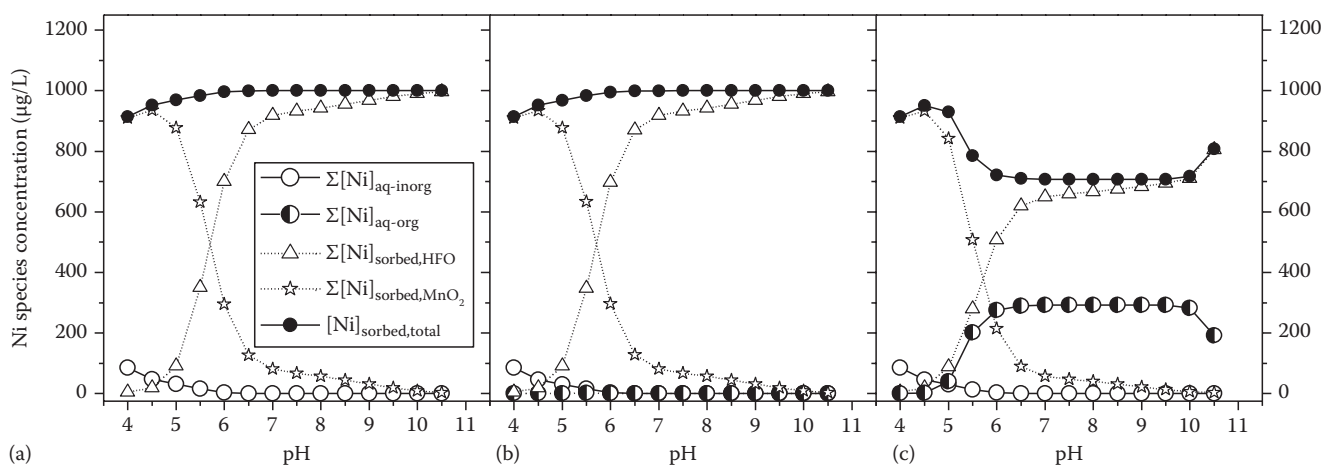 Ni species concentration (µg/L)
1200
1000
800
600
400
200
0
4 5 6 7 8 9 10 11
pH
(a)
Σ[Ni]aq-inorg
Σ[Ni]aq-org
Σ[Ni]sorbed,HFO
Σ[Ni]sorbed,MnO₂
[Ni]sorbed,total
4 5 6 7 8 9 10 11
pH
(b)
4 5 6 7 8 9 10 11
pH
(c)
1200
1000
800
600
400
200
0